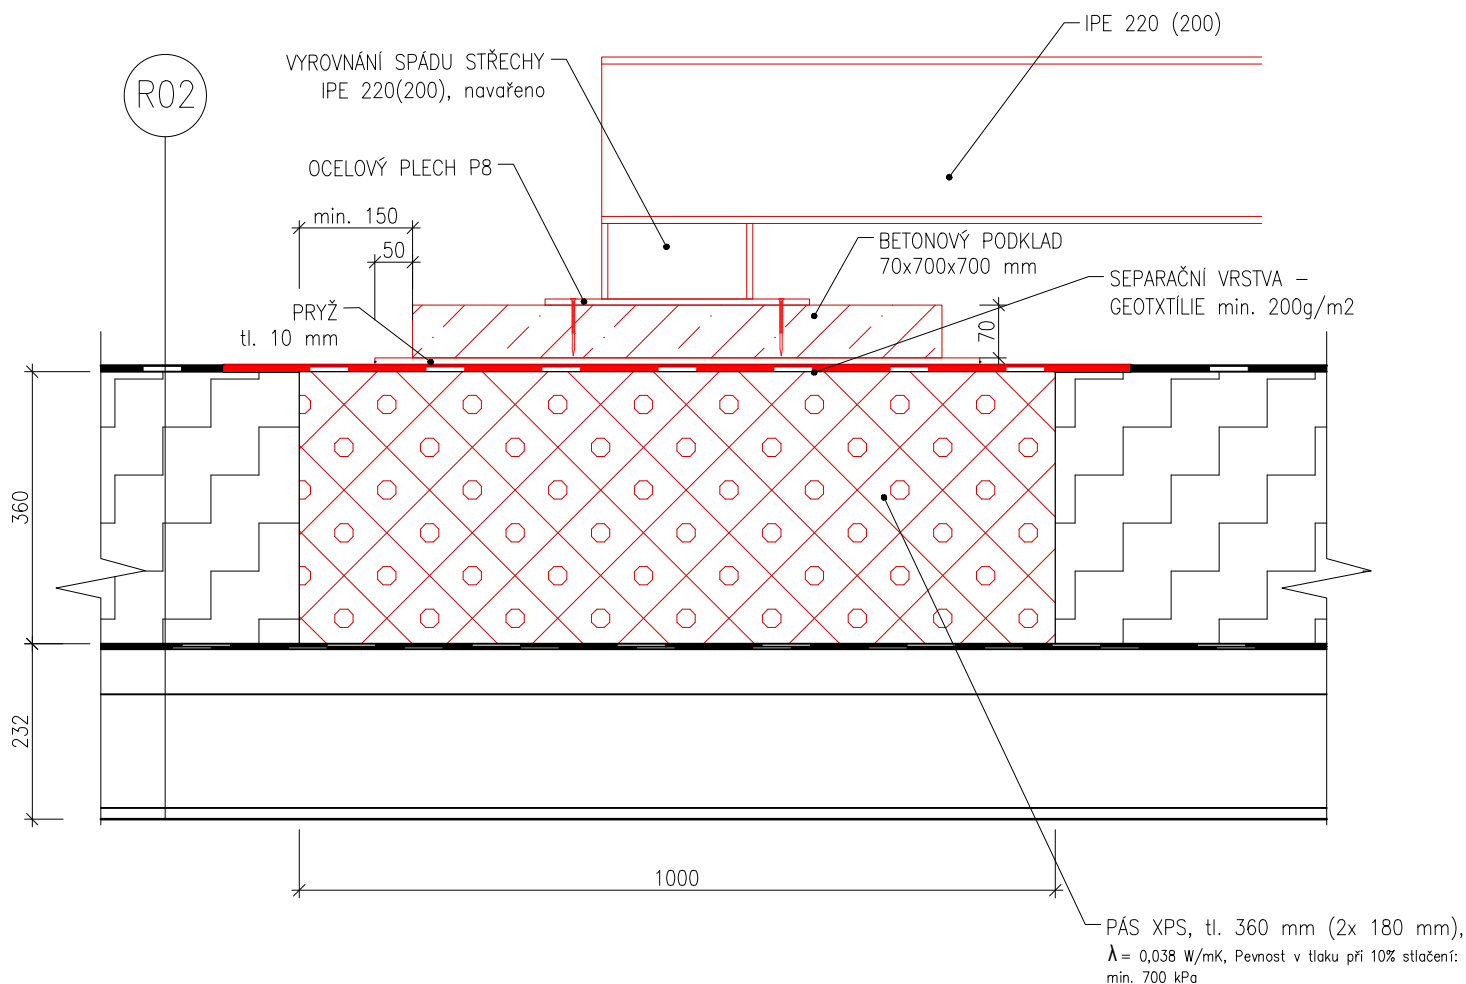 IPE 220 (200)
R02
VYROVNÁNÍ SPÁDU STŘECHY
IPE 220(200), navařeno
OCELOVÝ PLECH P8
min. 150
50
BETONOVÝ PODKLAD
70x700x700 mm
SEPARAČNÍ VRSTVA –
GEOTXTÍLIE min. 200g/m2
PRYŽ
tl. 10 mm
70
360
232
1000
PÁS XPS, tl. 360 mm (2x 180 mm),
λ = 0,038 W/mK, Pevnost v tlaku při 10% stlačení:
min. 700 kPa